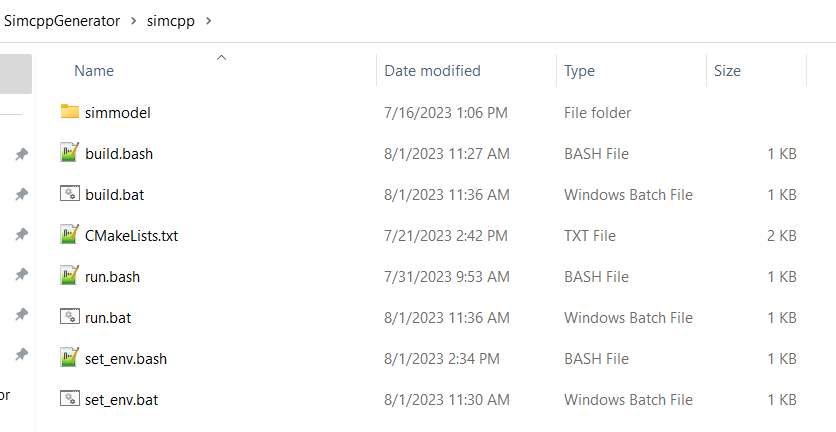 SimcppGenerator > simcpp >
Name Date modified Type Size
simmodel 7/16/2023 1:06 PM File folder
build.bash 8/1/2023 11:27 AM BASH File 1 KB
build.bat 8/1/2023 11:36 AM Windows Batch File 1 KB
CMakeLists.txt 7/21/2023 2:42 PM TXT File 2 KB
run.bash 7/31/2023 9:53 AM BASH File 1 KB
run.bat 8/1/2023 11:36 AM Windows Batch File 1 KB
set_env.bash 8/1/2023 2:34 PM BASH File 1 KB
or
set_env.bat 8/1/2023 11:30 AM Windows Batch File 1 KB